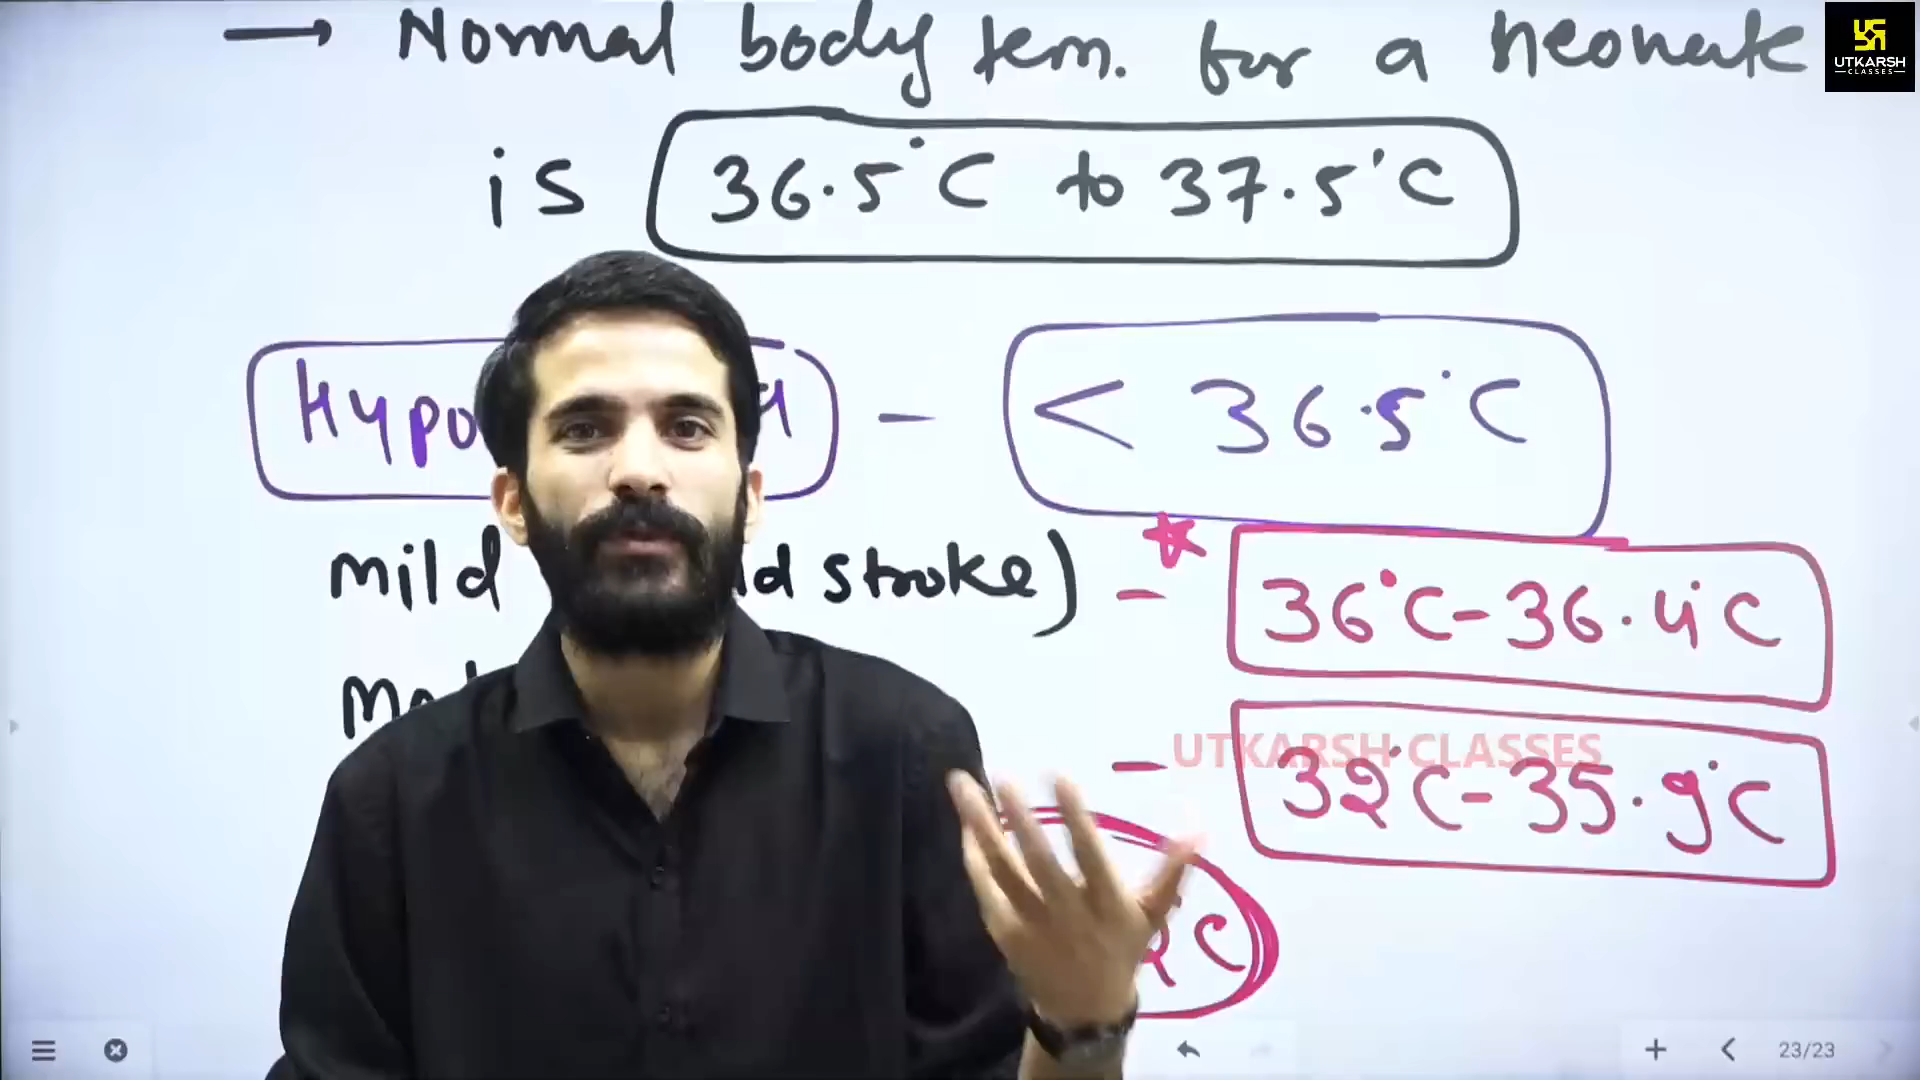 → Normal body tem. for a neonate
UTKARSH
CLASSES
is 36.5°C to 37.5°C
Hypo - < 36.5°C
mild stroke) - 36°C-36.4°C
- 32°C-35.9°C
UTKARSH CLASSES
23/23